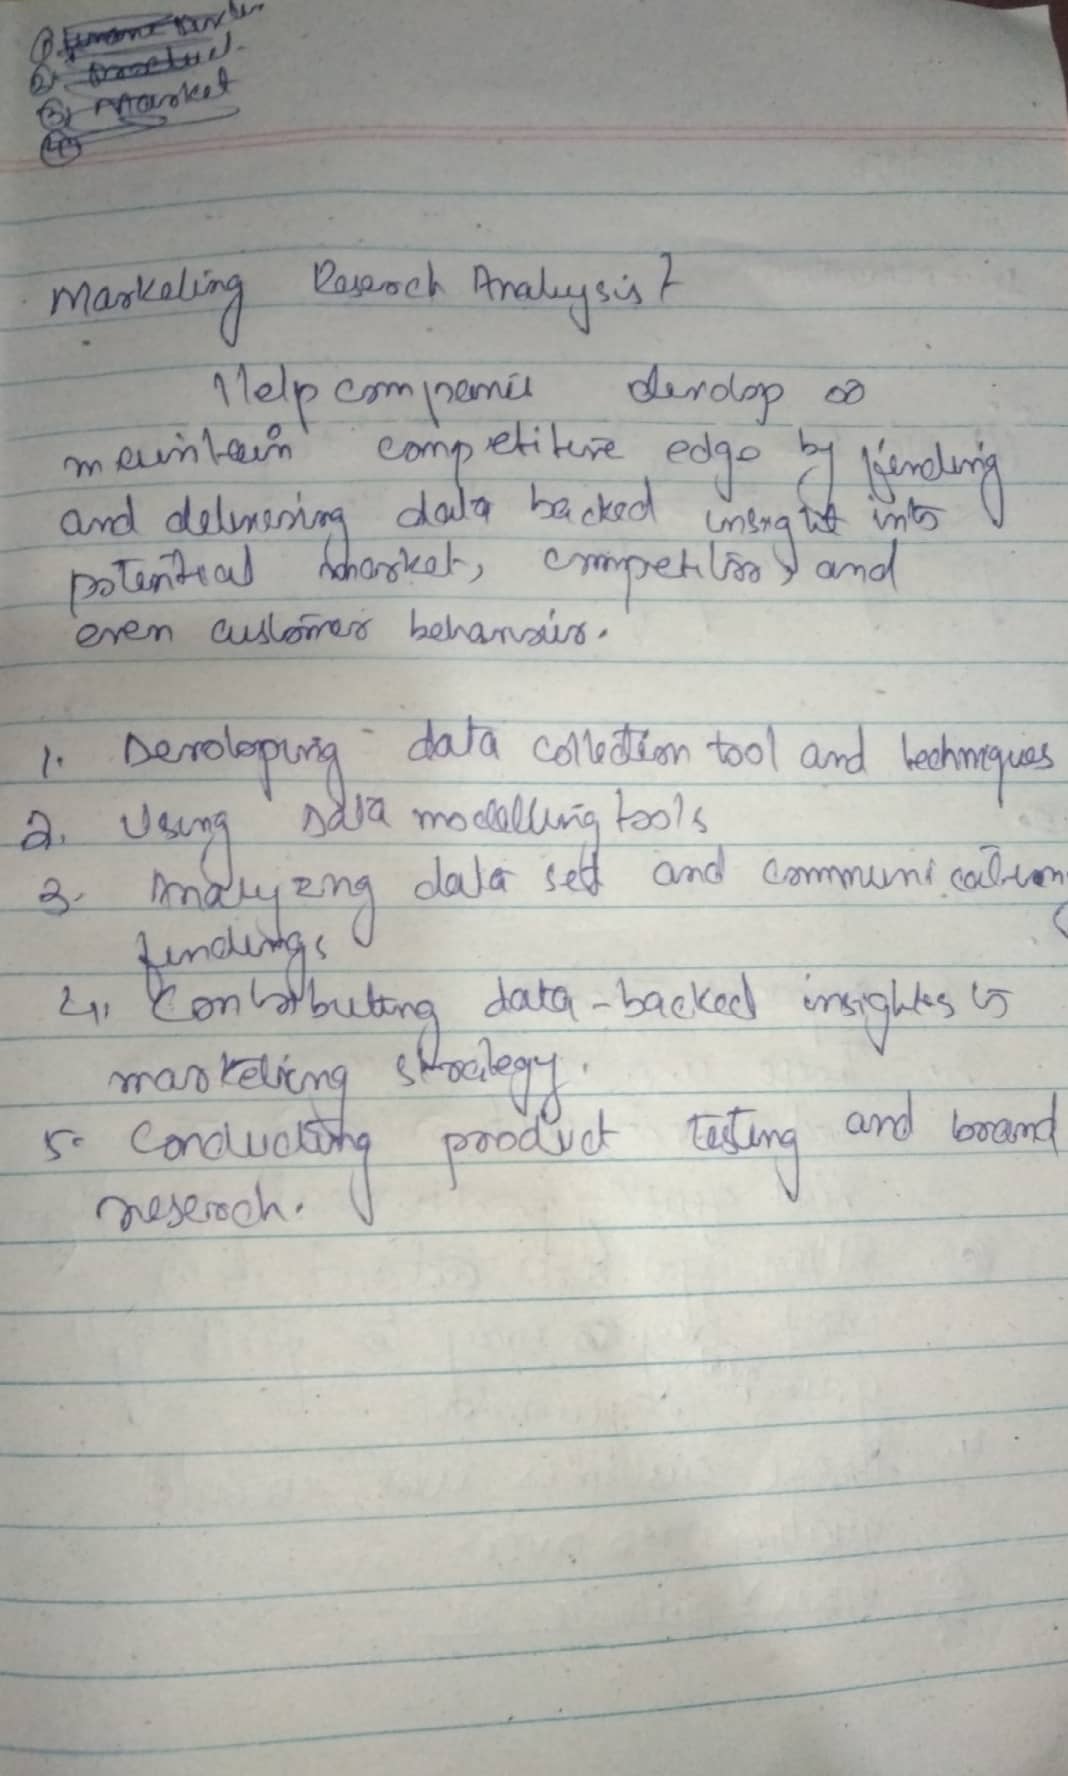 ①
②
③ Market
④
Marketing Research Analysis?
Help companies develop or
maintain competitive edge by finding
and delivering data backed insight into
potential market, competitors, and
even customer behaviour.
1. Developing data collection tool and techniques
2. Using Data modelling tools
3. Analyzing data set and communication
findings
4. Contributing data-backed insights to
marketing strategy.
5. Conducting product testing and brand
reserch.